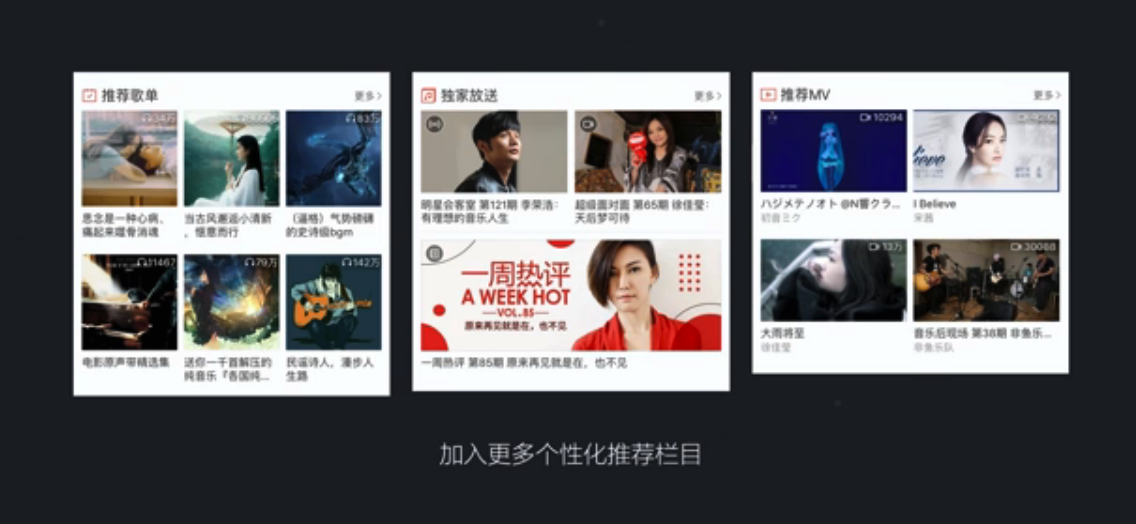 推荐歌单
更多>
34万
83万
思念是一种心病、
痛起来噬骨消魂
当古风邂逅小清新
，惬意而行
（逼格）气势磅礴
的史诗级bgm
11467
79万
142万
电影原声带精选集
送你一千首解压的
纯音乐『各国纯...
民谣诗人，漫步人
生路
独家放送
更多>
明星会客室 第121期 李荣浩：
有理想的音乐人生
超级面对面 第65期 徐佳莹：
天后梦可待
一周热评
A WEEK HOT
VOL.85
原来再见就是在，也不见
一周热评 第85期 原来再见就是在，也不见
推荐MV
更多>
10294
ハジメテノオト @N響クラ...
初音ミク
I Believe
宋茜
13万
30088
大雨将至
徐佳莹
音乐后现场 第38期 非鱼乐...
非鱼乐队
加入更多个性化推荐栏目